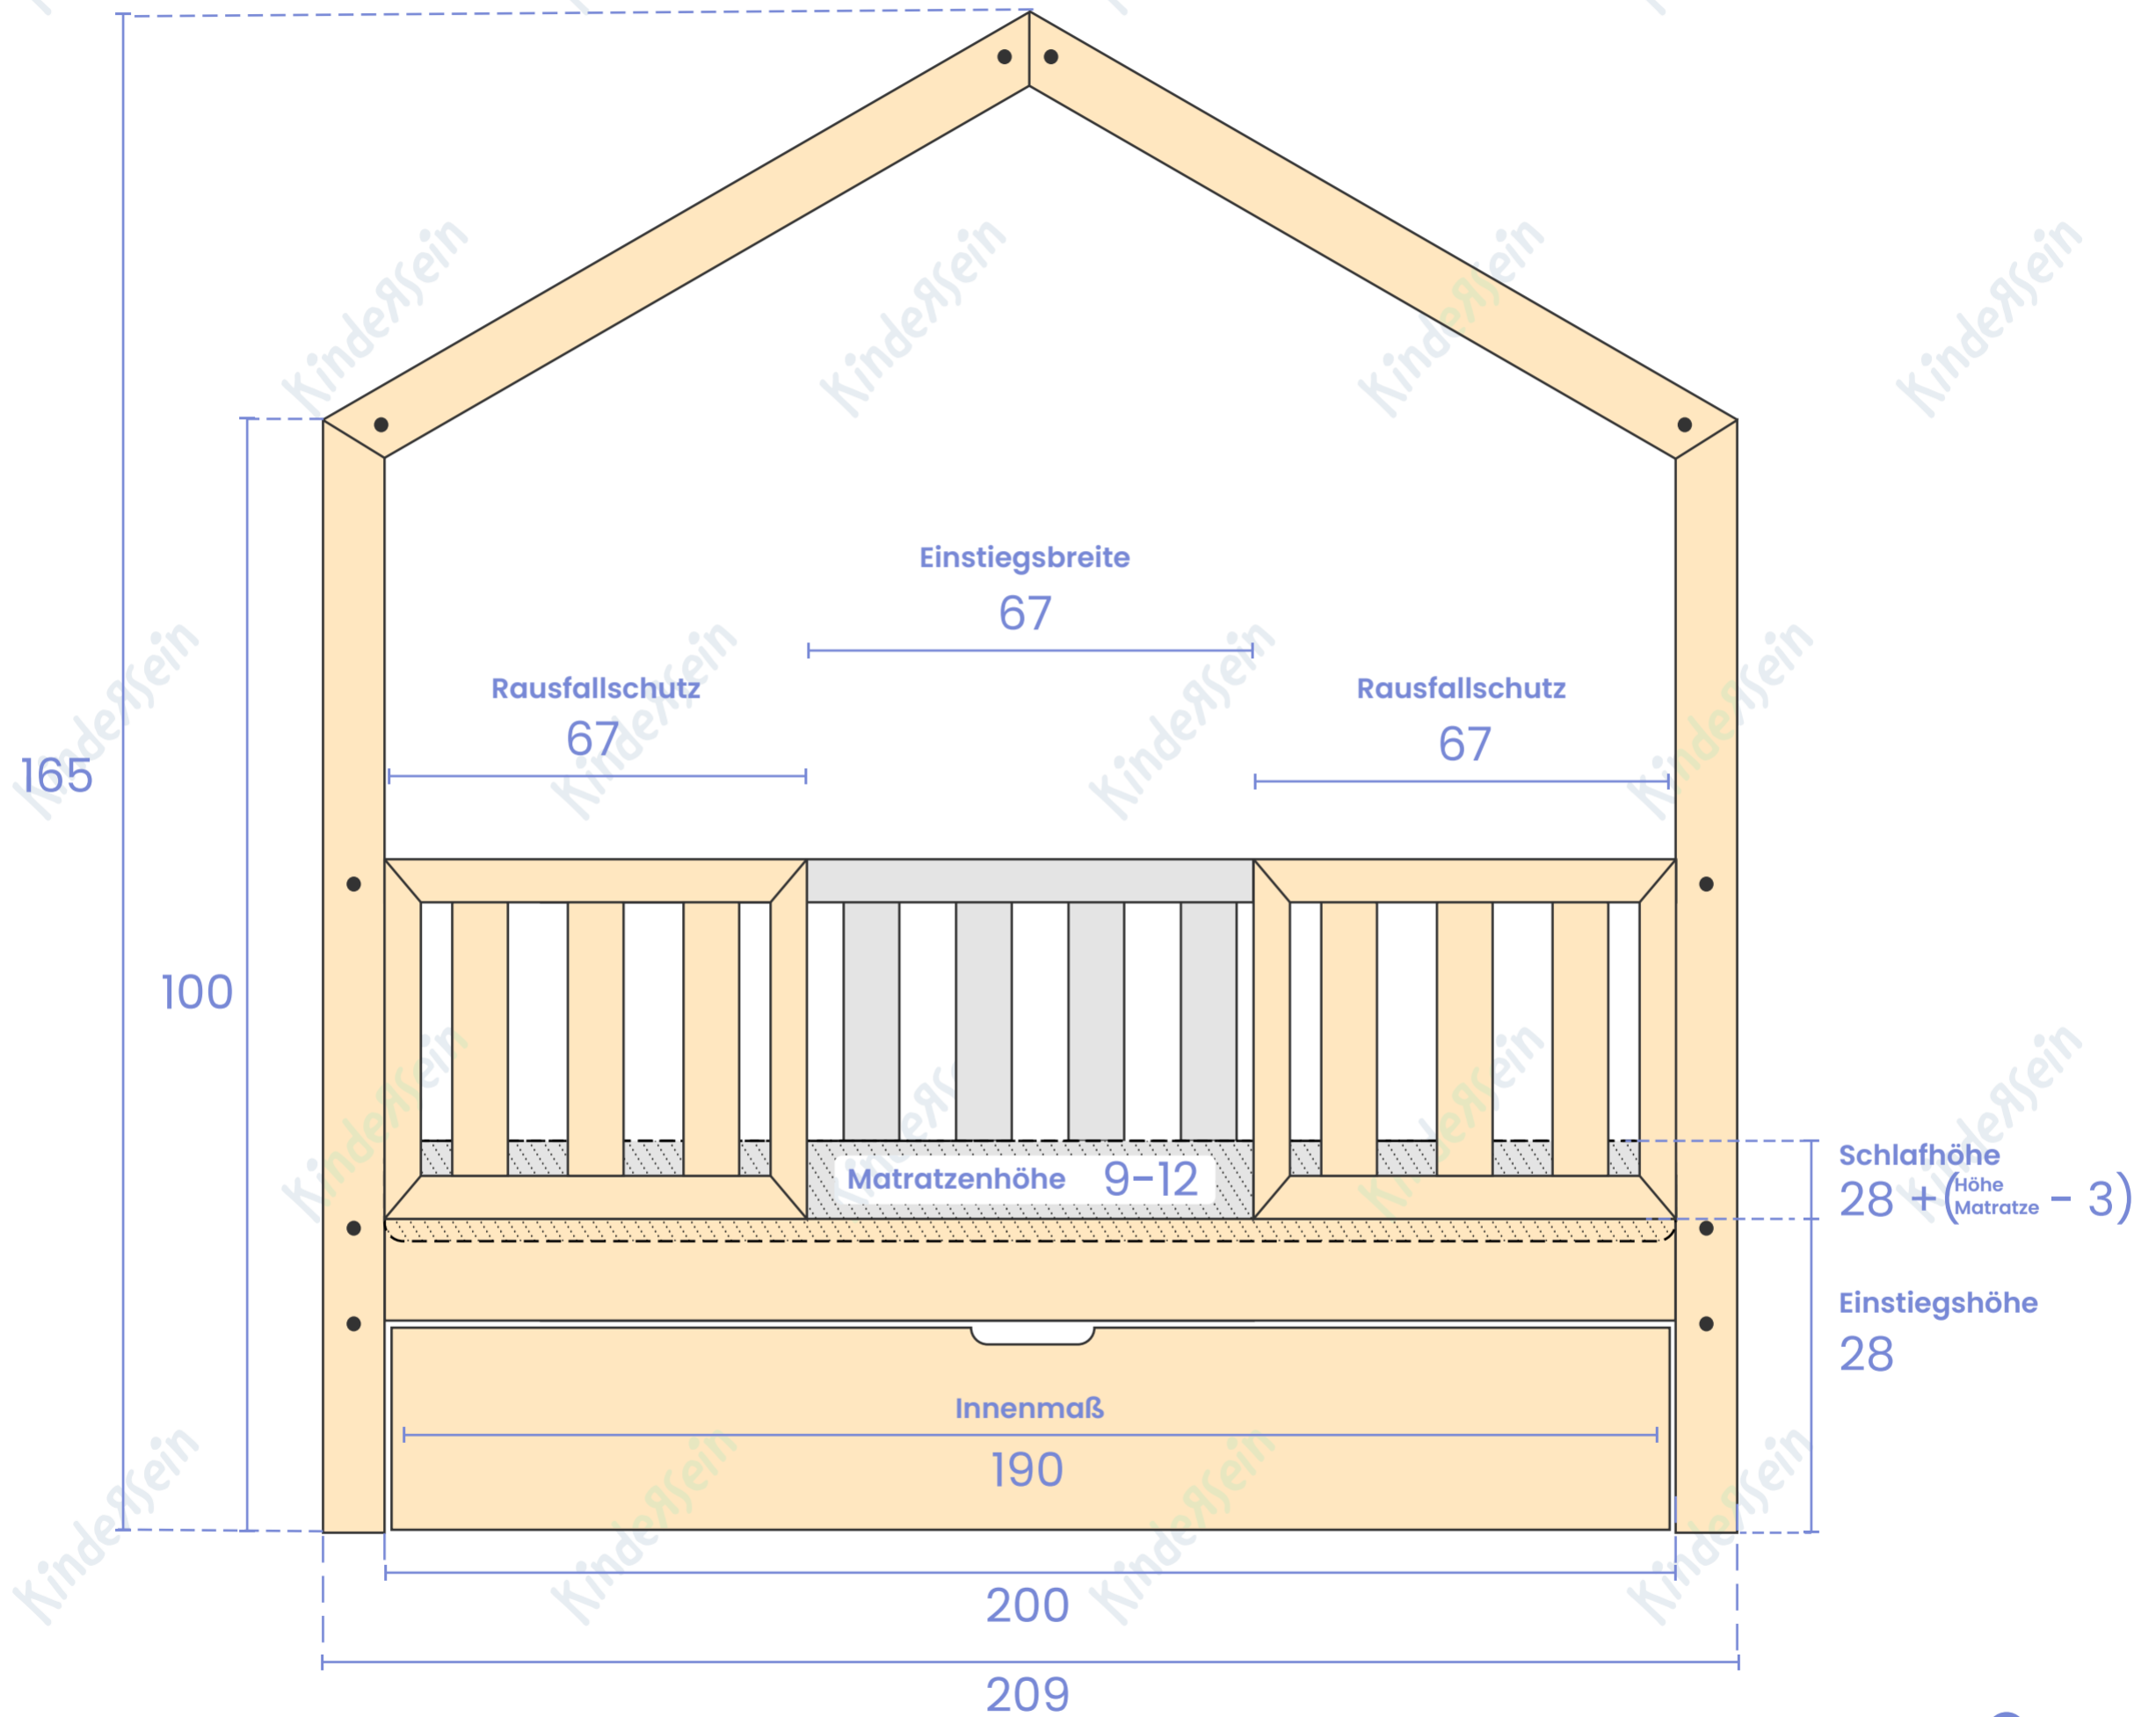 Einstiegsbreite
67
Rausfallschutz
67
Rausfallschutz
67
165
100
Matratzenhöhe 9-12
Schlafhöhe
28 + (Höhe Matratze - 3)
Einstiegshöhe
28
Innenmaß
190
200
209
KindeRSein